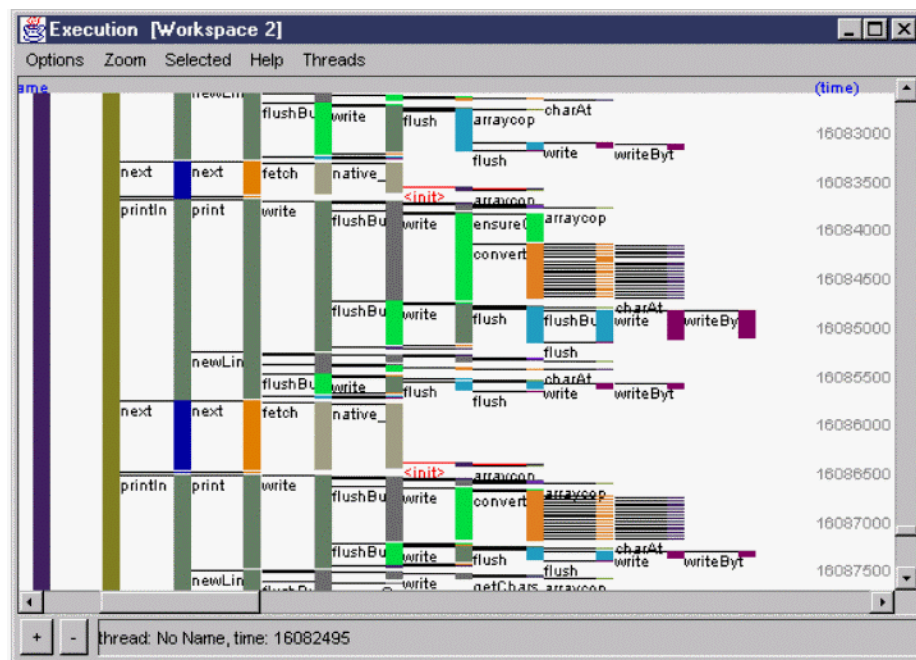 Execution [Workspace 2]
Options Zoom Selected Help Threads
ame (time)
newLin flushBu write flush arraycop charAt
16083000
flush write writeByt
next next fetch native_ 16083500
<init> arraycop
println print write flushBu write ensureC arraycop 16084000
convert
16084500
flushBu write flush flushBu charAt write writeByt 16085000
newLin flush
flushBu write flush charAt 16085500
flush write writeByt
next next fetch native_ 16086000
<init> arraycop 16086500
println print write flushBu write convert arraycop
16087000
flushBu write flush charAt write writeByt
newLin flush 16087500
flushBu write getChars arraycop
+ - thread: No Name, time: 16082495